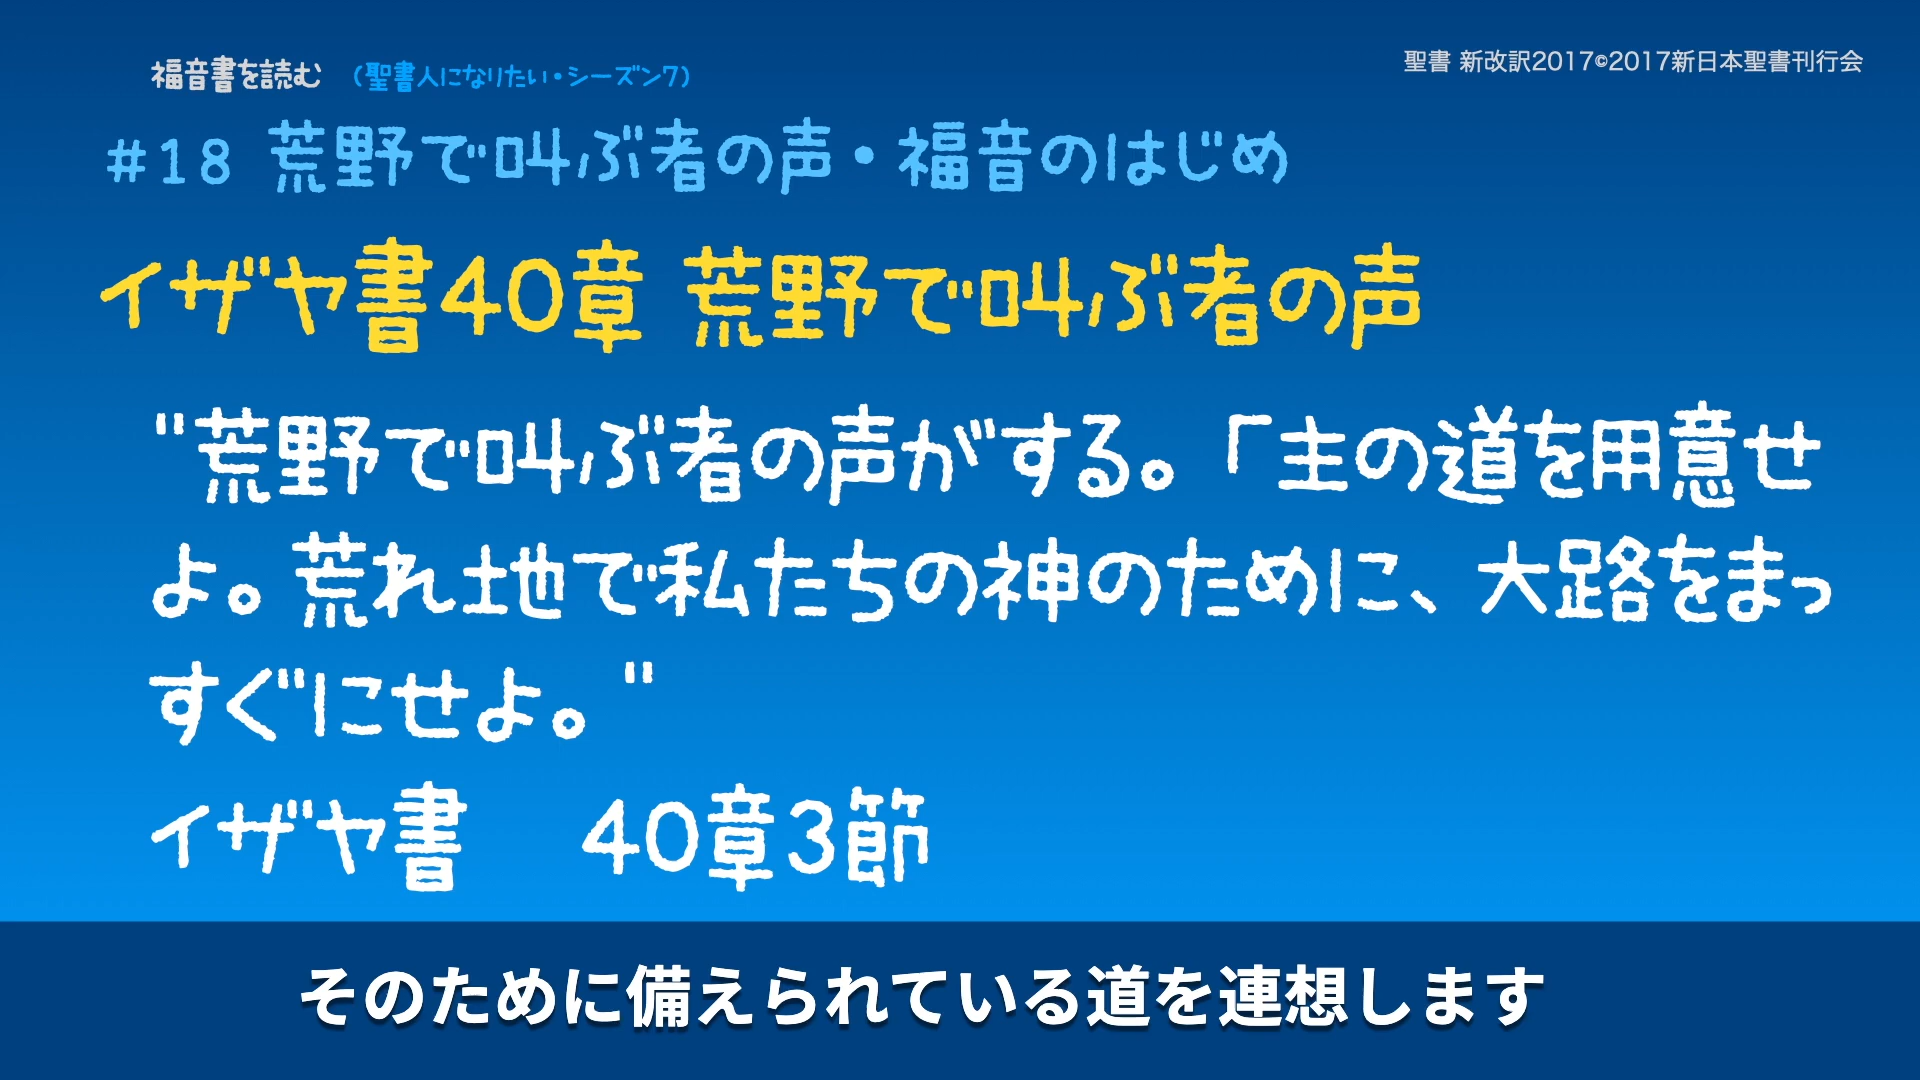 福音書を読む （聖書人になりたい・シーズン7）
聖書 新改訳2017©2017新日本聖書刊行会
#18 荒野で叫ぶ者の声・福音のはじめ
イザヤ書40章 荒野で叫ぶ者の声
"荒野で叫ぶ者の声がする。「主の道を用意せ
よ。荒れ地で私たちの神のために、大路をまっ
すぐにせよ。"
イザヤ書　40章3節
そのために備えられている道を連想します